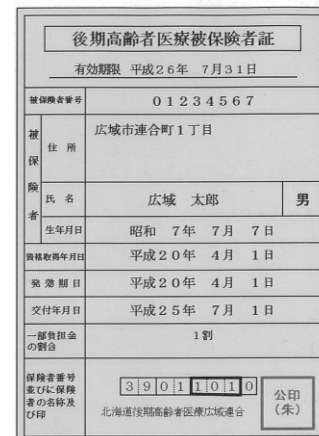 後期高齢者医療被保険者証
有効期限 平成26年 7月31日
被保険者番号 01234567
被保険者
住所 広域市連合町1丁目
氏名 広域 太郎 男
生年月日 昭和 7年 7月 7日
資格取得年月日 平成20年 4月 1日
発効期日 平成20年 4月 1日
交付年月日 平成25年 7月 1日
一部負担金
の割合 1割
保険者番号
並びに保険
者の名称及
び印
39011010
北海道後期高齢者医療広域連合
公印
(朱)